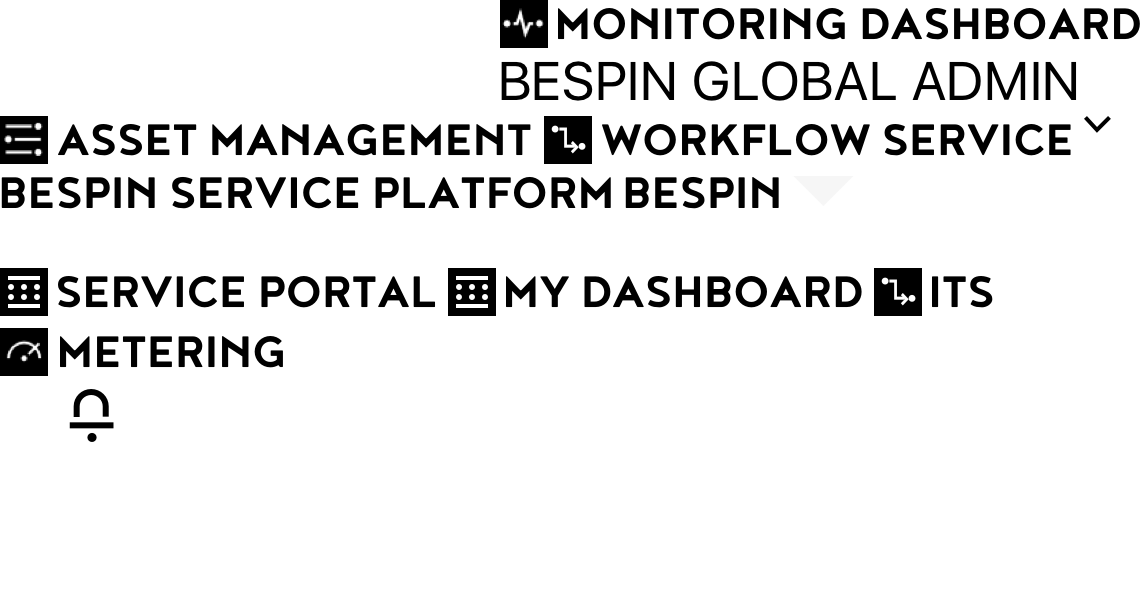 MONITORING DASHBOARD
BESPIN GLOBAL ADMIN
ASSET MANAGEMENT WORKFLOW SERVICE
BESPIN SERVICE PLATFORM BESPIN
SERVICE PORTAL MY DASHBOARD ITS
METERING